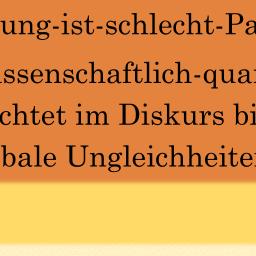 ung-ist-schlecht-Pa
issenschaftlich-quan
chtet im Diskurs bi
bale Ungleichheiten